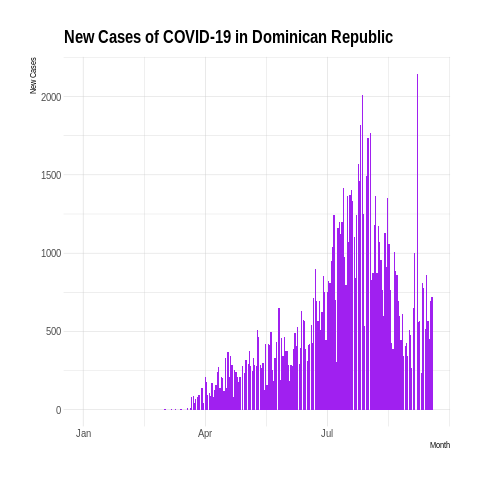 New Cases of COVID-19 in Dominican Republic
New Cases
2000
1500
1000
500
0
Jan Apr Jul
Month